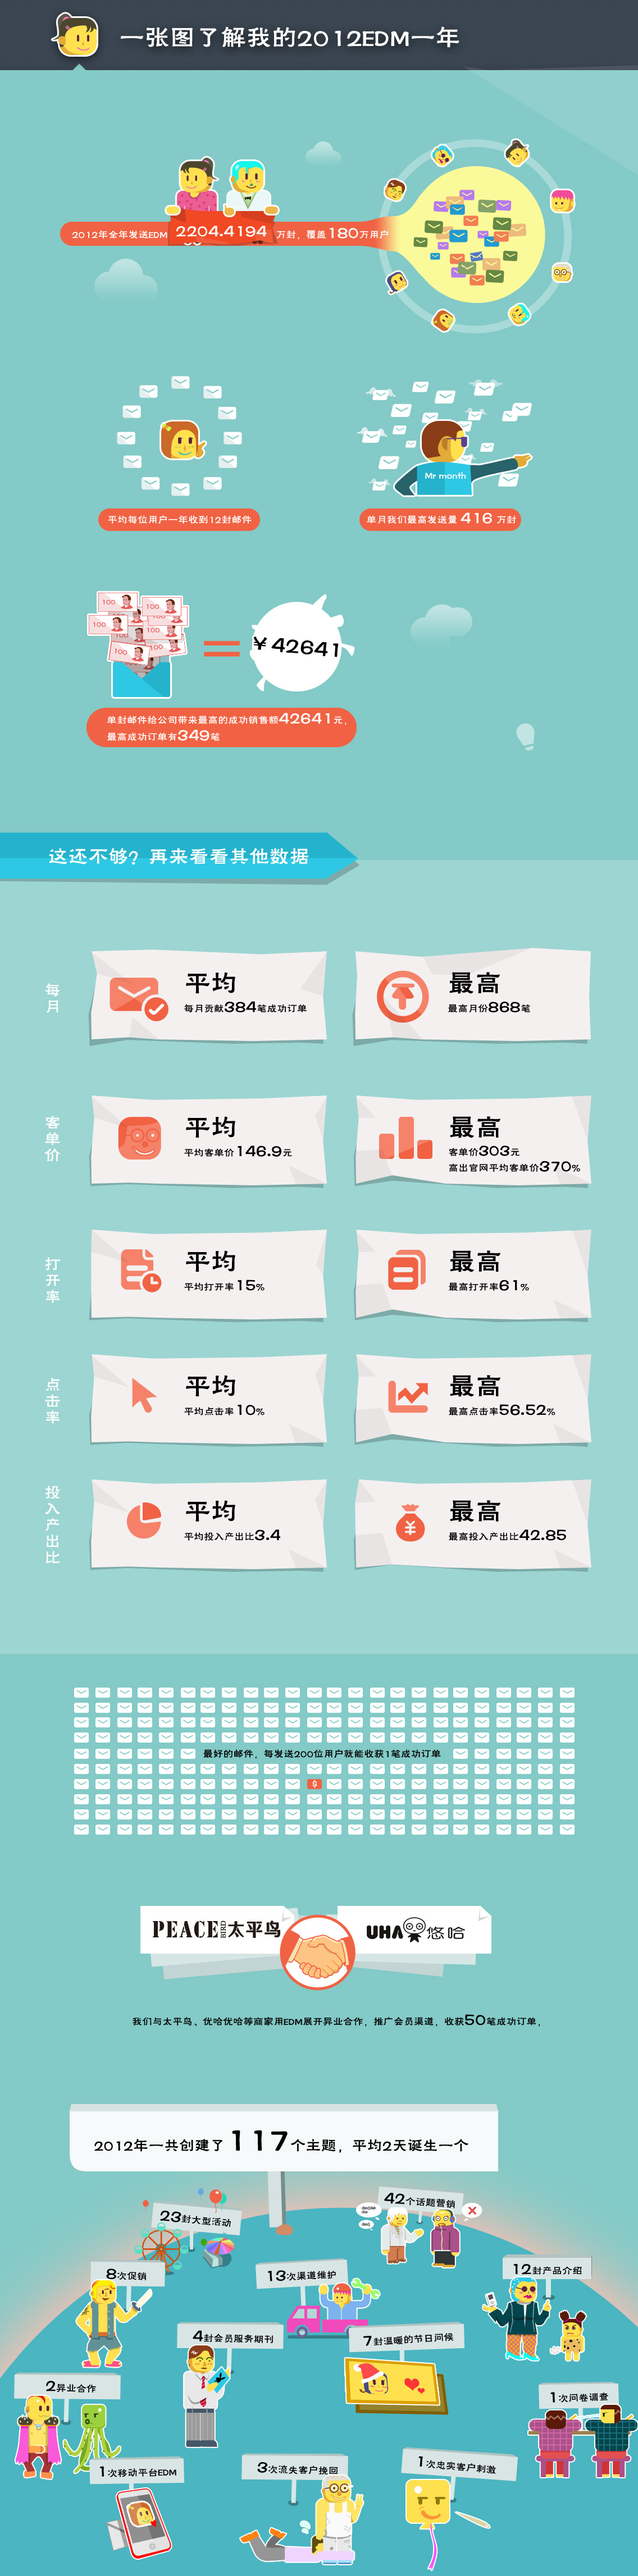 一张图了解我的2012EDM一年
2012年全年发送EDM 2204.4194 万封，覆盖180万用户
平均每位用户一年收到12封邮件
Mr month
单月我们最高发送量 416 万封
100
100
100
100
100
100
¥42641
单封邮件给公司带来最高的成功销售额42641元，
最高成功订单有349笔
这还不够？再来看看其他数据
每月
平均
每月贡献384笔成功订单
最高
最高月份868笔
客单价
平均
平均客单价146.9元
最高
客单价303元
高出官网平均客单价370%
打开率
平均
平均打开率15%
最高
最高打开率61%
点击率
平均
平均点击率10%
最高
最高点击率56.52%
投入产出比
平均
平均投入产出比3.4
最高
最高投入产出比42.85
最好的邮件，每发送200位用户就能收获1笔成功订单
$
PEACE BIRD 太平鸟
UHA 悠哈
我们与太平鸟、优哈优哈等商家用EDM展开异业合作，推广会员渠道，收获50笔成功订单，
2012年一共创建了117个主题，平均2天诞生一个
23封大型活动
42个话题营销
8次促销
13次渠道维护
12封产品介绍
4封会员服务期刊
7封温暖的节日问候
2异业合作
1次问卷调查
1次移动平台EDM
3次流失客户挽回
1次忠实客户刺激